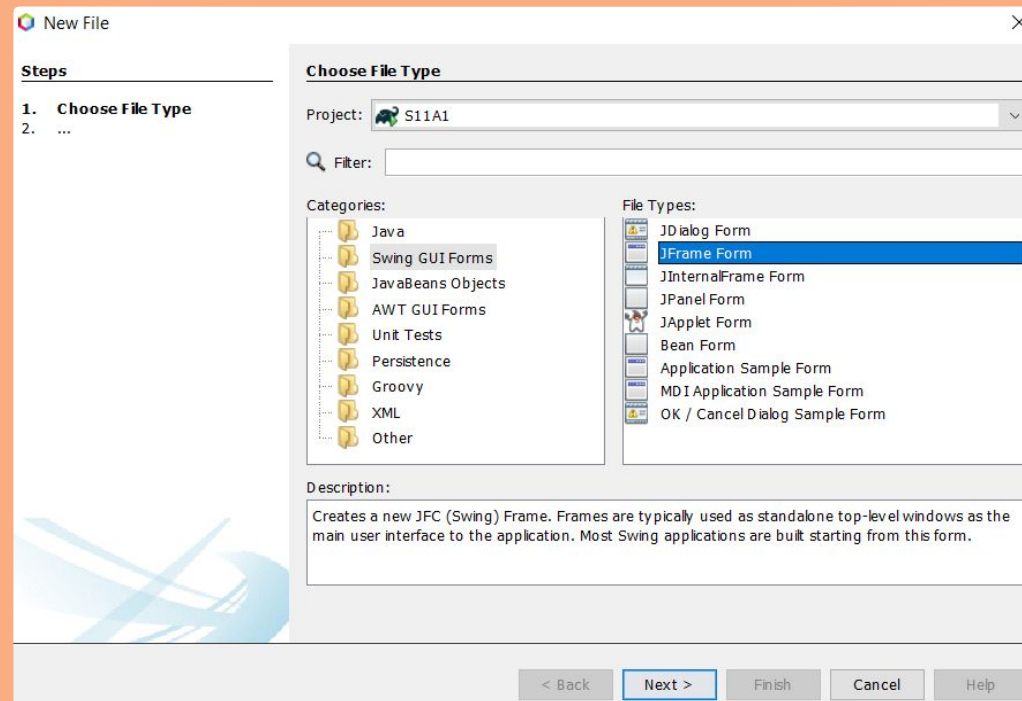 New File
Steps
1. Choose File Type
2. ...
Choose File Type
Project: S11A1
Filter:
Categories:
Java
Swing GUI Forms
JavaBeans Objects
AWT GUI Forms
Unit Tests
Persistence
Groovy
XML
Other
File Types:
JDialog Form
JFrame Form
JInternalFrame Form
JPanel Form
JApplet Form
Bean Form
Application Sample Form
MDI Application Sample Form
OK / Cancel Dialog Sample Form
Description:
Creates a new JFC (Swing) Frame. Frames are typically used as standalone top-level windows as the
main user interface to the application. Most Swing applications are built starting from this form.
< Back Next > Finish Cancel Help